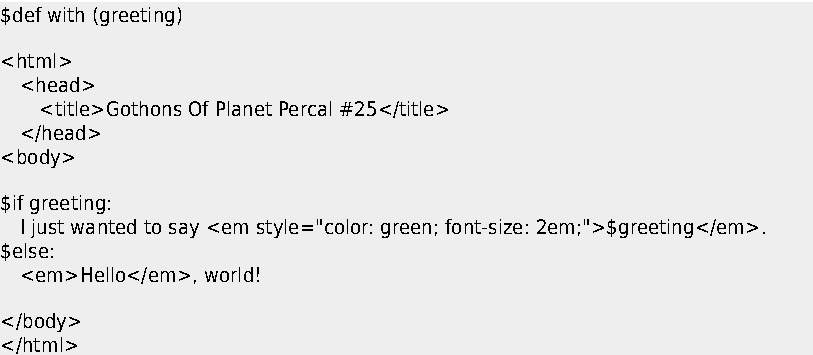 $def with (greeting)
<html>
<head>
<title>Gothons Of Planet Percal #25</title>
</head>
<body>
$if greeting:
I just wanted to say <em style="color: green; font-size: 2em;">$greeting</em>.
$else:
<em>Hello</em>, world!
</body>
</html>